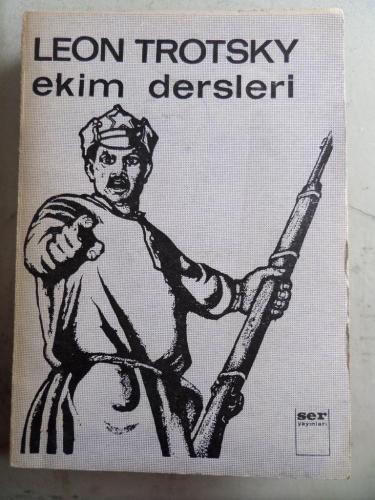 LEON TROTSKY
ekim dersleri
ser
yayınları